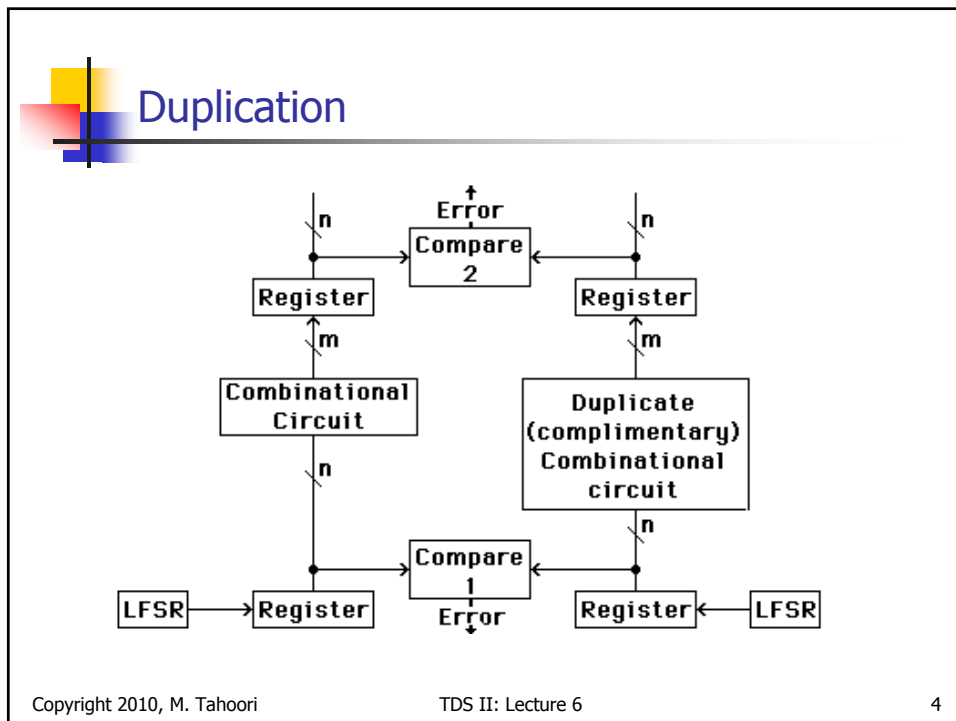 Duplication
Error
n
n
Compare
2
Register
Register
m
m
Combinational
Circuit
Duplicate
(complimentary)
Combinational
circuit
n
n
Compare
1
LFSR
Register
Error
Register
LFSR
Copyright 2010, M. Tahoori
TDS II: Lecture 6
4